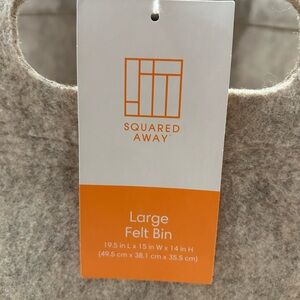 SQUARED
AWAY
Large
Felt Bin
19.5 in L x 15 in W x 14 in H
(49.5 cm x 38.1 cm x 35.5 cm)